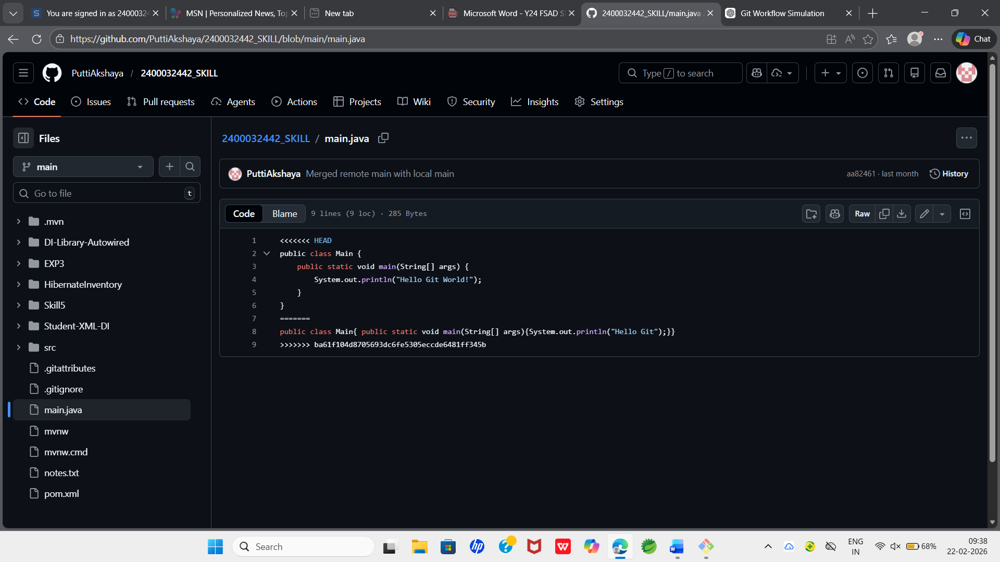 You are signed in as 24000324
MSN | Personalized News, Top
New tab
Microsoft Word - Y24 FSAD S
2400032442_SKILL/main.java
Git Workflow Simulation
https://github.com/PuttiAkshaya/2400032442_SKILL/blob/main/main.java
Chat
PuttiAkshaya / 2400032442_SKILL
Type / to search
Code
Issues
Pull requests
Agents
Actions
Projects
Wiki
Security
Insights
Settings
Files
main
Go to file
t
.mvn
DI-Library-Autowired
EXP3
HibernateInventory
Skill5
Student-XML-DI
src
.gitattributes
.gitignore
main.java
mvnw
mvnw.cmd
notes.txt
pom.xml
2400032442_SKILL / main.java
PuttiAkshaya Merged remote main with local main
aa82461 · last month
History
Code
Blame
9 lines (9 loc) · 285 Bytes
Raw
1 <<<<<<< HEAD
2 public class Main {
3 public static void main(String[] args) {
4 System.out.println("Hello Git World!");
5 }
6 }
7 =======
8 public class Main{ public static void main(String[] args){System.out.println("Hello Git");}}
9 >>>>>>> ba61f104d8705693dc6fe5305eccde6481ff345b
Search
ENG
IN
68%
09:38
22-02-2026